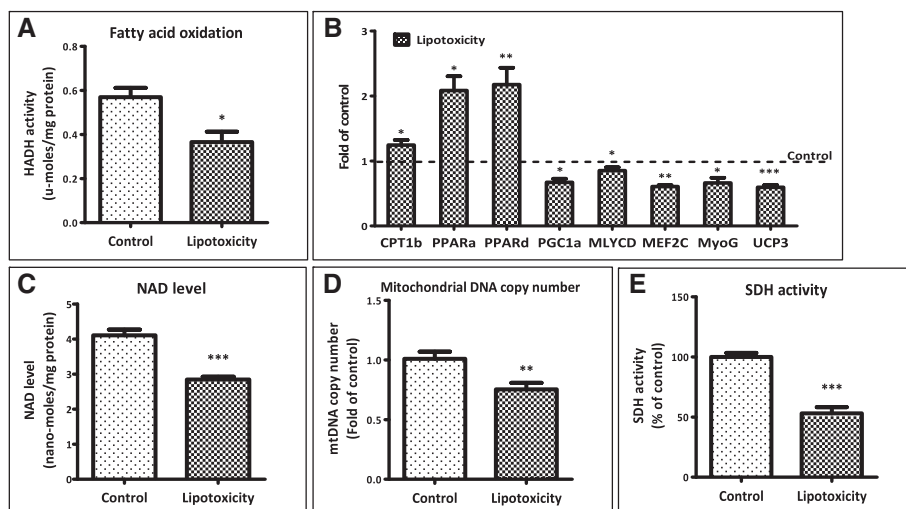 A
Fatty acid oxidation
HADH activity
(u-moles/mg protein)
0.8
0.6
0.4
0.2
0.0
*
Control Lipotoxicity
B
Lipotoxicity
Fold of control
3
2
1
0
* * ** * * ** * ***
Control
CPT1b PPARa PPARd PGC1a MLYCD MEF2C MyoG UCP3
C
NAD level
NAD level
(nano-moles/mg protein)
5
4
3
2
1
0
***
Control Lipotoxicity
D
Mitochondrial DNA copy number
mtDNA copy number
(Fold of control)
1.5
1.0
0.5
0.0
**
Control Lipotoxicity
E
SDH activity
SDH activity
(% of control)
150
100
50
0
***
Control Lipotoxicity